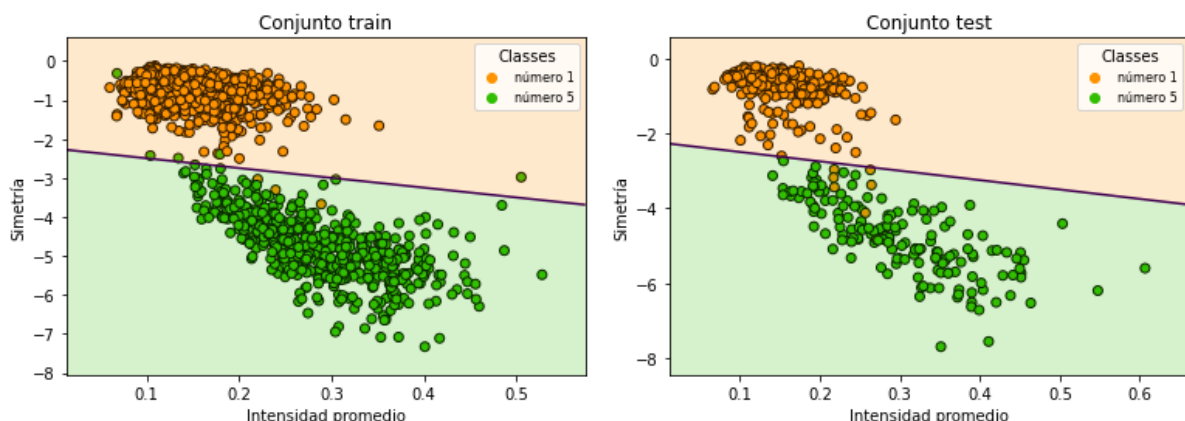 Conjunto train
Classes
número 1
número 5
Simetría
0
−1
−2
−3
−4
−5
−6
−7
−8
0.1 0.2 0.3 0.4 0.5
Intensidad promedio
Conjunto test
Classes
número 1
número 5
Simetría
0
−2
−4
−6
−8
0.1 0.2 0.3 0.4 0.5 0.6
Intensidad promedio